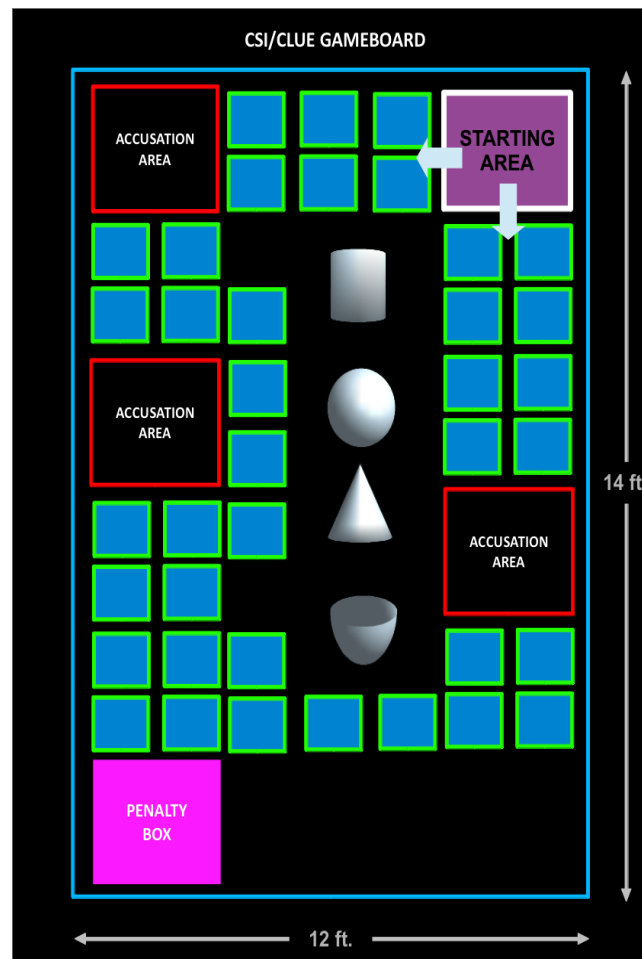 CSI/CLUE GAMEBOARD
ACCUSATION
AREA
STARTING
AREA
ACCUSATION
AREA
14 ft.
ACCUSATION
AREA
PENALTY
BOX
12 ft.